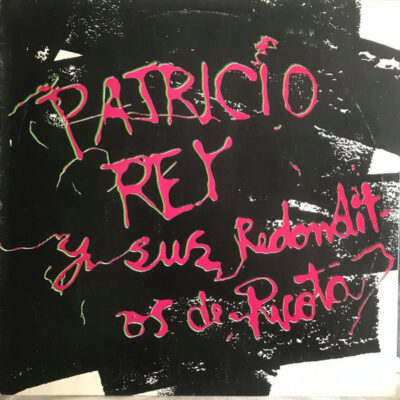 PATRICIO
REY
y sus Redondit-
os de Ricota